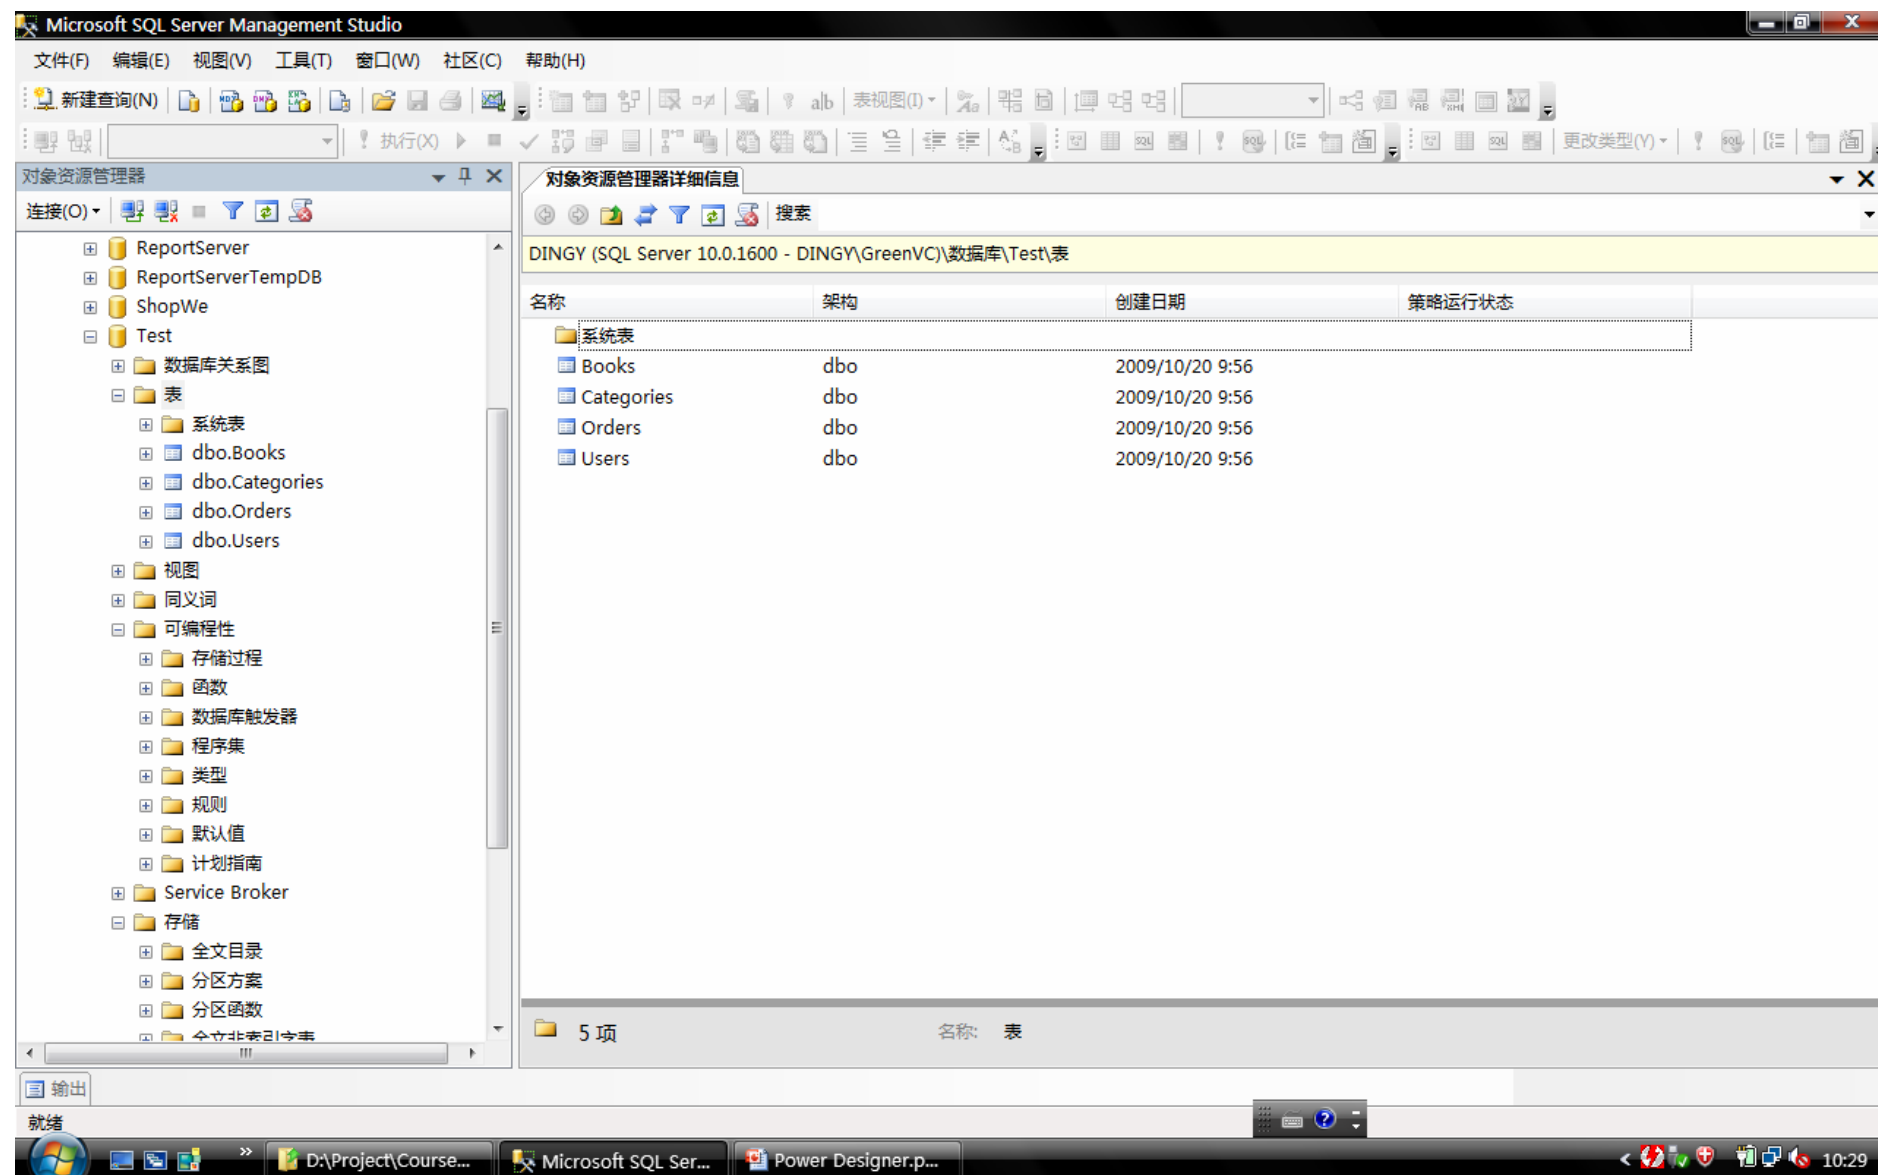 Microsoft SQL Server Management Studio
文件(F) 编辑(E) 视图(V) 工具(T) 窗口(W) 社区(C) 帮助(H)
新建查询(N) 表视图(I)
执行(X) 更改类型(Y)
对象资源管理器
连接(O)
ReportServer
ReportServerTempDB
ShopWe
Test
数据库关系图
表
系统表
dbo.Books
dbo.Categories
dbo.Orders
dbo.Users
视图
同义词
可编程性
存储过程
函数
数据库触发器
程序集
类型
规则
默认值
计划指南
Service Broker
存储
全文目录
分区方案
分区函数
全文非索引字表
对象资源管理器详细信息
搜索
DINGY (SQL Server 10.0.1600 - DINGY\GreenVC)\数据库\Test\表
名称 架构 创建日期 策略运行状态
系统表
Books dbo 2009/10/20 9:56
Categories dbo 2009/10/20 9:56
Orders dbo 2009/10/20 9:56
Users dbo 2009/10/20 9:56
5 项 名称: 表
输出
就绪
D:\Project\Course... Microsoft SQL Ser... Power Designer.p... 10:29